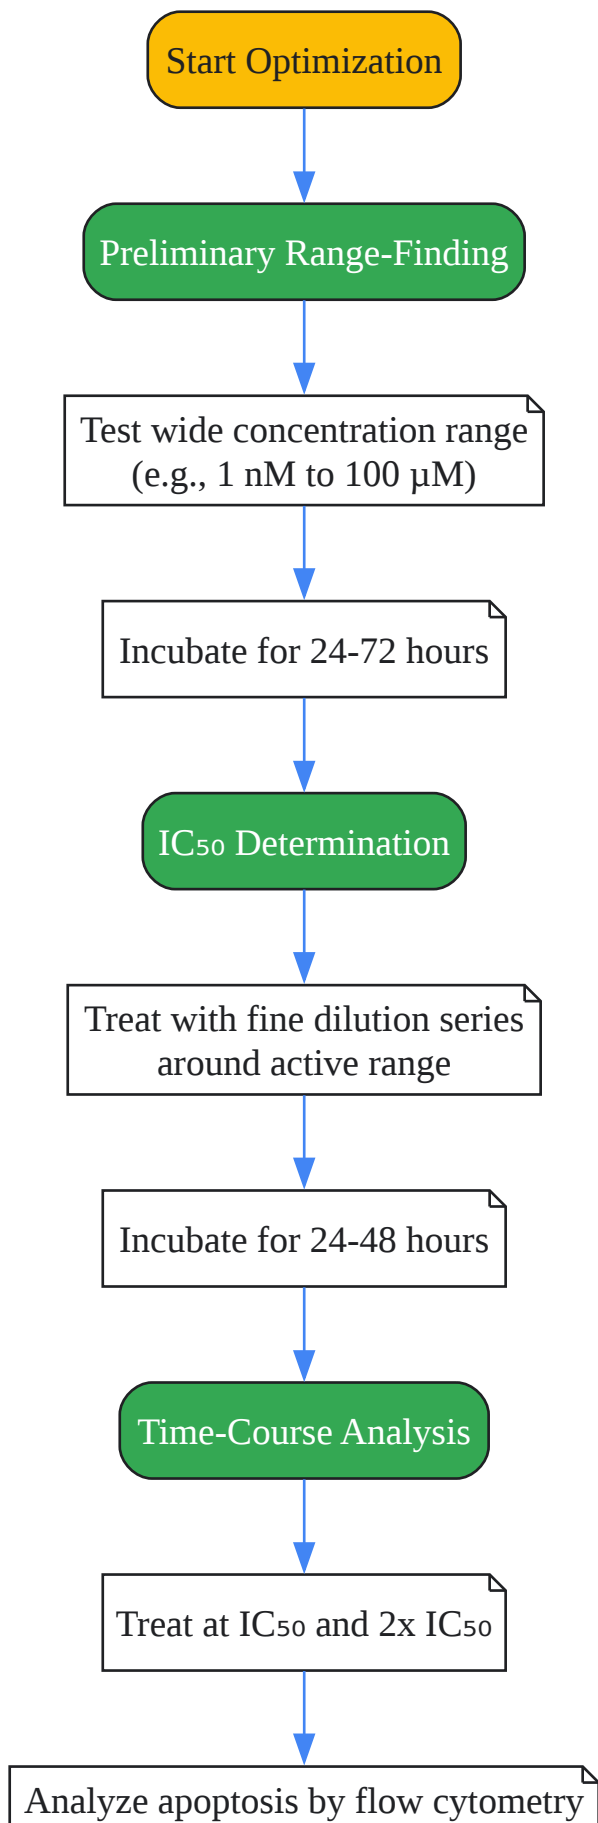 Start Optimization
Preliminary Range-Finding
Test wide concentration range
(e.g., 1 nM to 100 µM)
Incubate for 24-72 hours
IC₅₀ Determination
Treat with fine dilution series
around active range
Incubate for 24-48 hours
Time-Course Analysis
Treat at IC₅₀ and 2x IC₅₀
Analyze apoptosis by flow cytometry